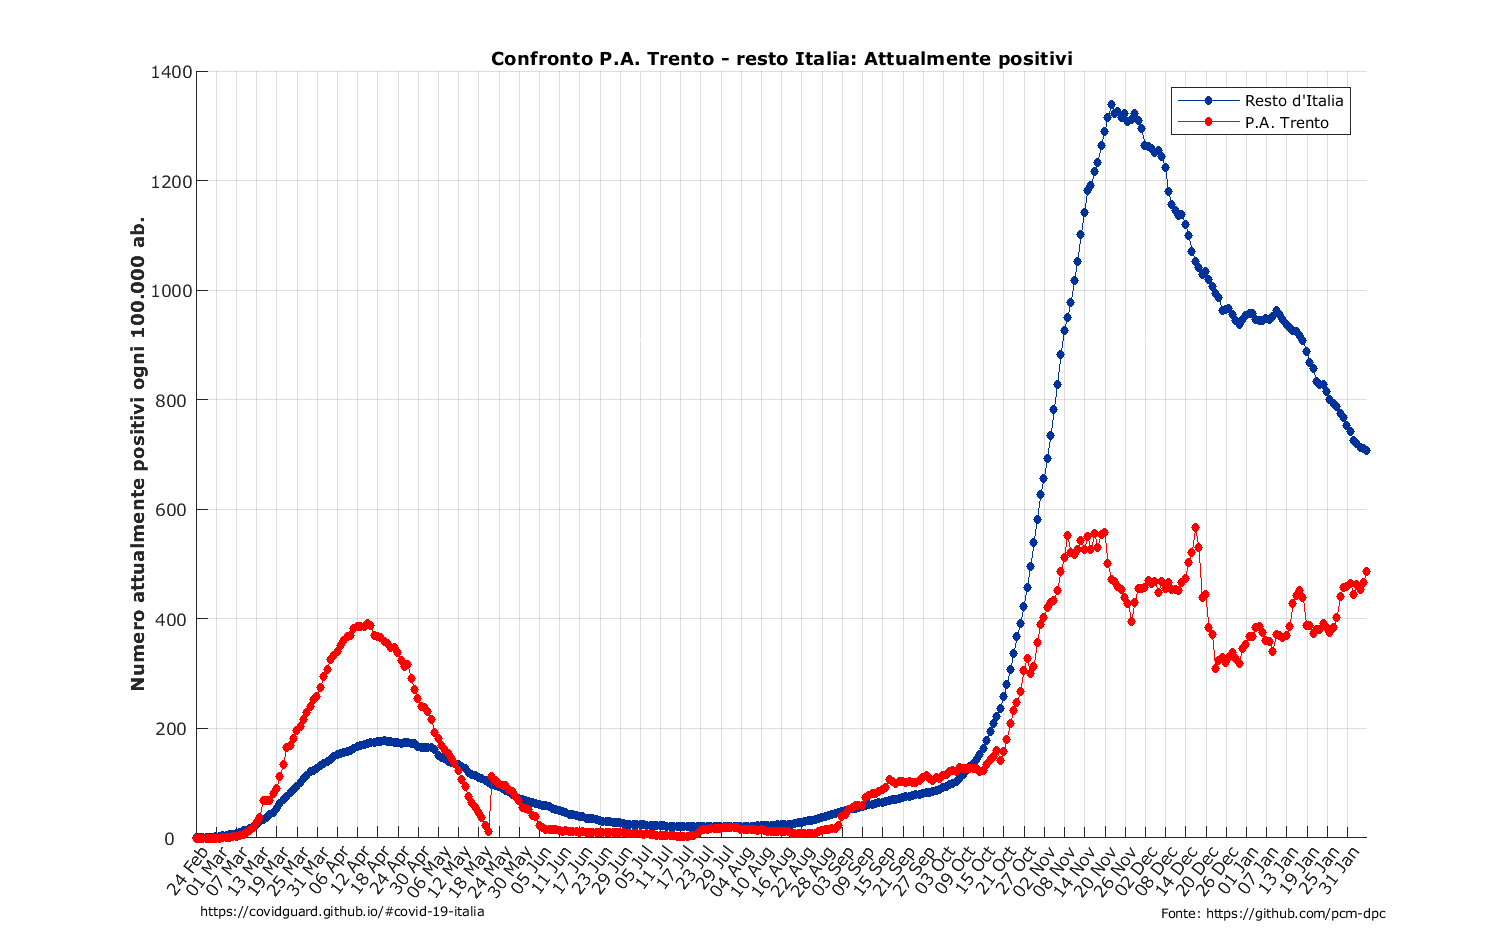 Confronto P.A. Trento - resto Italia: Attualmente positivi
Resto d'Italia
P.A. Trento
Numero attualmente positivi ogni 100.000 ab.
1400
1200
1000
800
600
400
200
0
24 Feb
01 Mar
07 Mar
13 Mar
19 Mar
25 Mar
31 Mar
06 Apr
12 Apr
18 Apr
24 Apr
30 Apr
06 May
12 May
18 May
24 May
30 May
05 Jun
11 Jun
17 Jun
23 Jun
29 Jun
05 Jul
11 Jul
17 Jul
23 Jul
29 Jul
04 Aug
10 Aug
16 Aug
22 Aug
28 Aug
03 Sep
09 Sep
15 Sep
21 Sep
27 Sep
03 Oct
09 Oct
15 Oct
21 Oct
27 Oct
02 Nov
08 Nov
14 Nov
20 Nov
26 Nov
02 Dec
08 Dec
14 Dec
20 Dec
26 Dec
01 Jan
07 Jan
13 Jan
19 Jan
25 Jan
31 Jan
https://covidguard.github.io/#covid-19-italia
Fonte: https://github.com/pcm-dpc